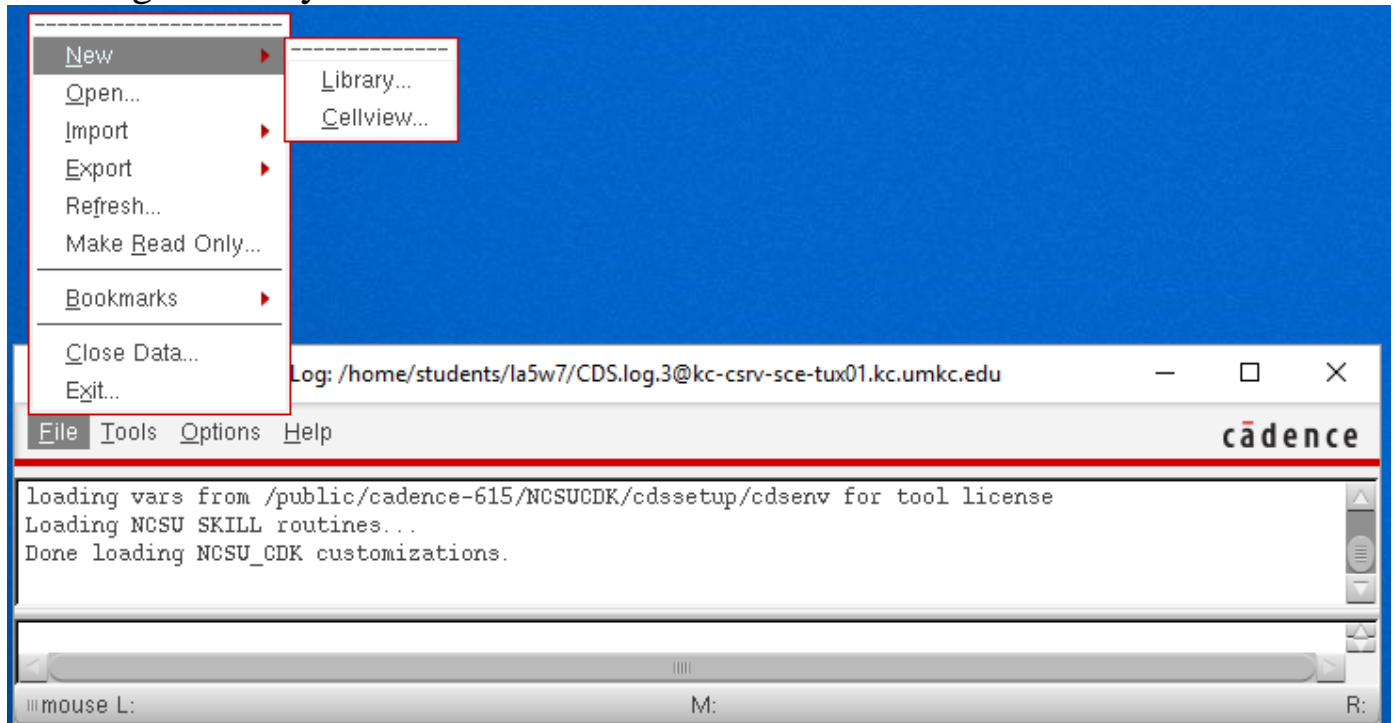 New
Library...
Open...
Cellview...
Import
Export
Refresh...
Make Read Only...
Bookmarks
Close Data...
Exit...
Log: /home/students/la5w7/CDS.log.3@kc-csrv-sce-tux01.kc.umkc.edu
File Tools Options Help
cādence
loading vars from /public/cadence-615/NCSUCDK/cdssetup/cdsenv for tool license
Loading NCSU SKILL routines...
Done loading NCSU_CDK customizations.
mouse L: M: R: